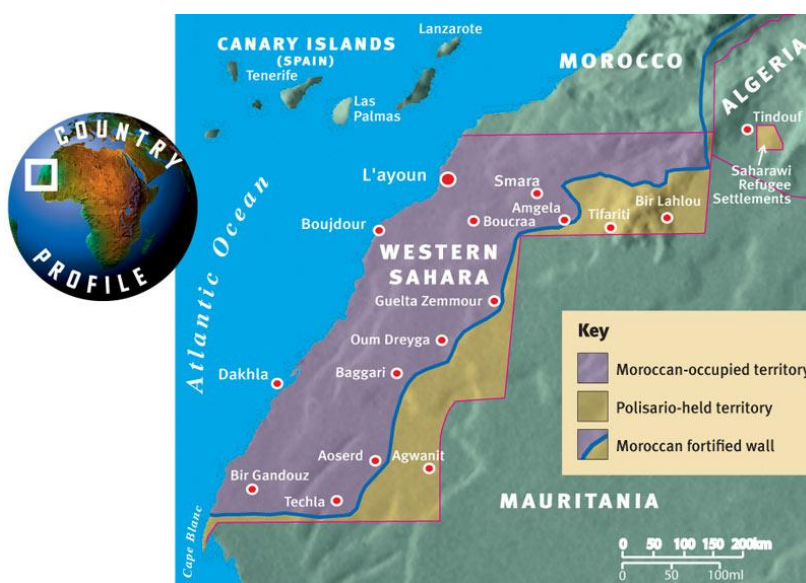 COUNTRY
PROFILE
CANARY ISLANDS
(SPAIN)
Lanzarote
Tenerife
Las
Palmas
MOROCCO
ALGERIA
Tindouf
Saharawi
Refugee
Settlements
L'ayoun
Smara
Bir Lahlou
Amgela
Tifariti
Boujdour
Boucraa
Atlantic Ocean
WESTERN
SAHARA
Guelta Zemmour
Oum Dreyga
Dakhla
Baggari
Aoserd
Agwanit
Bir Gandouz
Techla
Cape Blanc
MAURITANIA
Key
Moroccan-occupied territory
Polisario-held territory
Moroccan fortified wall
0 50 100 150 200km
0 50 100ml